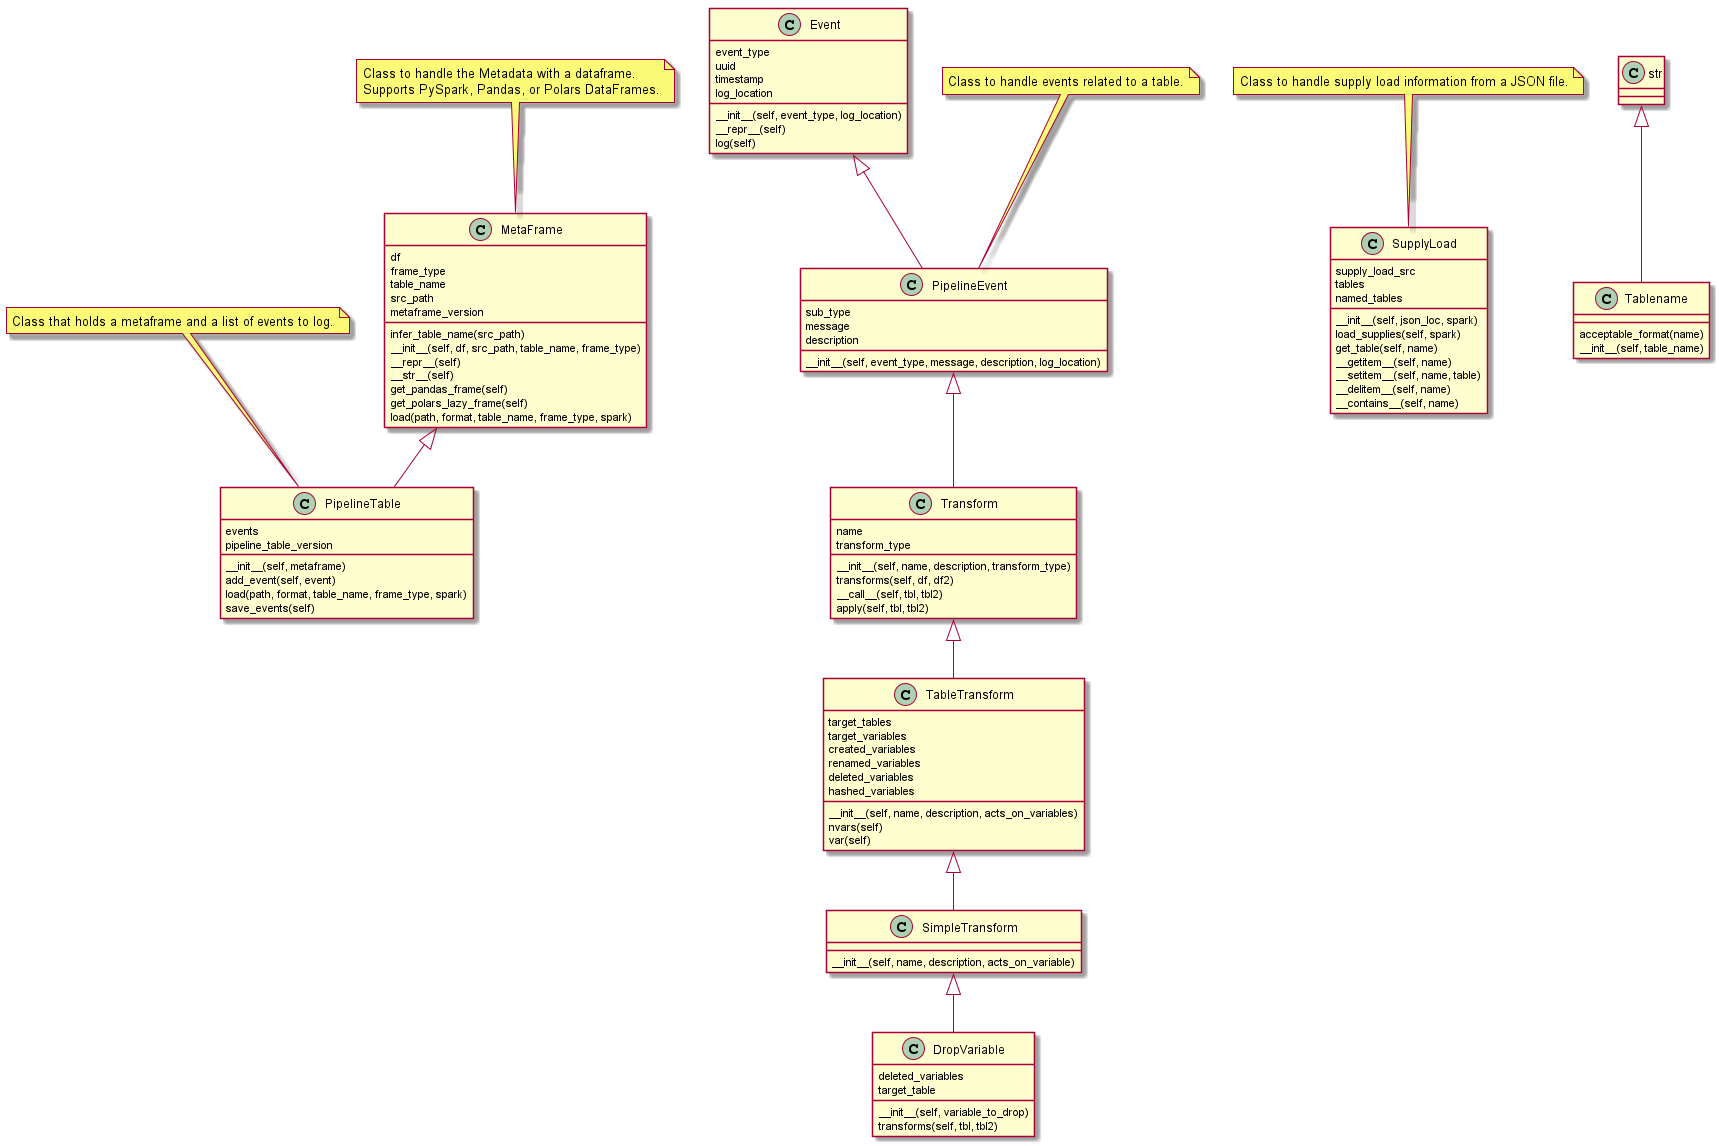 C Event
event_type
uuid
timestamp
log_location
__init__(self, event_type, log_location)
__repr__(self)
log(self)
Class to handle the Metadata with a dataframe.
Supports PySpark, Pandas, or Polars DataFrames.
Class to handle events related to a table.
Class to handle supply load information from a JSON file.
C str
C MetaFrame
df
frame_type
table_name
src_path
metaframe_version
infer_table_name(src_path)
__init__(self, df, src_path, table_name, frame_type)
__repr__(self)
__str__(self)
get_pandas_frame(self)
get_polars_lazy_frame(self)
load(path, format, table_name, frame_type, spark)
C PipelineEvent
sub_type
message
description
__init__(self, event_type, message, description, log_location)
C SupplyLoad
supply_load_src
tables
named_tables
__init__(self, json_loc, spark)
load_supplies(self, spark)
get_table(self, name)
__getitem__(self, name)
__setitem__(self, name, table)
__delitem__(self, name)
__contains__(self, name)
C Tablename
acceptable_format(name)
__init__(self, table_name)
Class that holds a metaframe and a list of events to log.
C PipelineTable
events
pipeline_table_version
__init__(self, metaframe)
add_event(self, event)
load(path, format, table_name, frame_type, spark)
save_events(self)
C Transform
name
transform_type
__init__(self, name, description, transform_type)
transforms(self, df, df2)
__call__(self, tbl, tbl2)
apply(self, tbl, tbl2)
C TableTransform
target_tables
target_variables
created_variables
renamed_variables
deleted_variables
hashed_variables
__init__(self, name, description, acts_on_variables)
nvars(self)
var(self)
C SimpleTransform
__init__(self, name, description, acts_on_variable)
C DropVariable
deleted_variables
target_table
__init__(self, variable_to_drop)
transforms(self, tbl, tbl2)